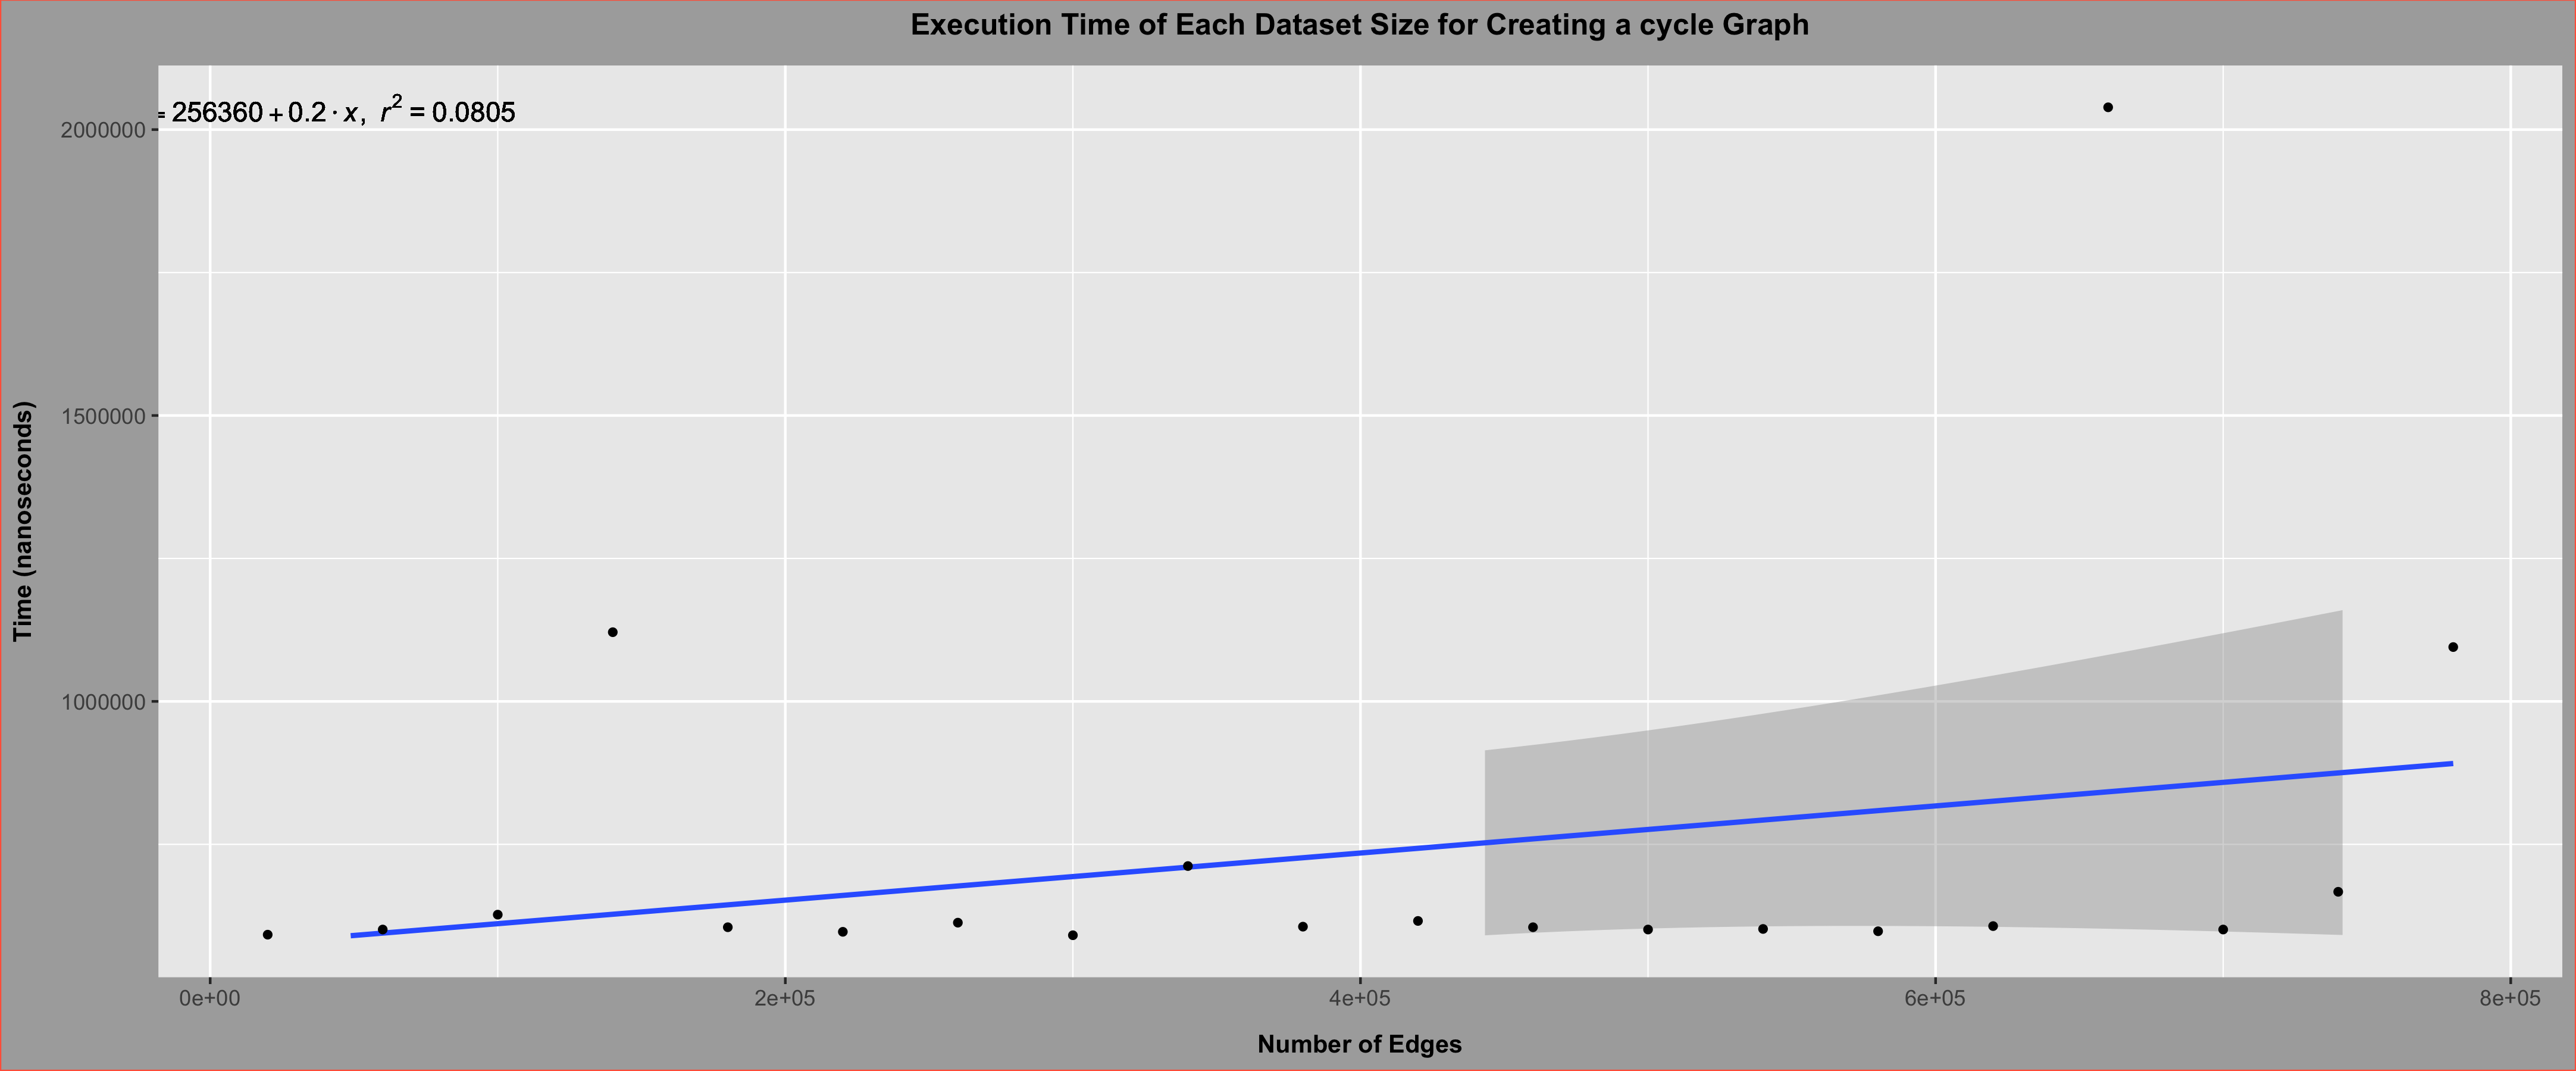 Execution Time of Each Dataset Size for Creating a cycle Graph
= 256360 + 0.2 · x, r² = 0.0805
2000000
1500000
1000000
Time (nanoseconds)
0e+00 2e+05 4e+05 6e+05 8e+05
Number of Edges